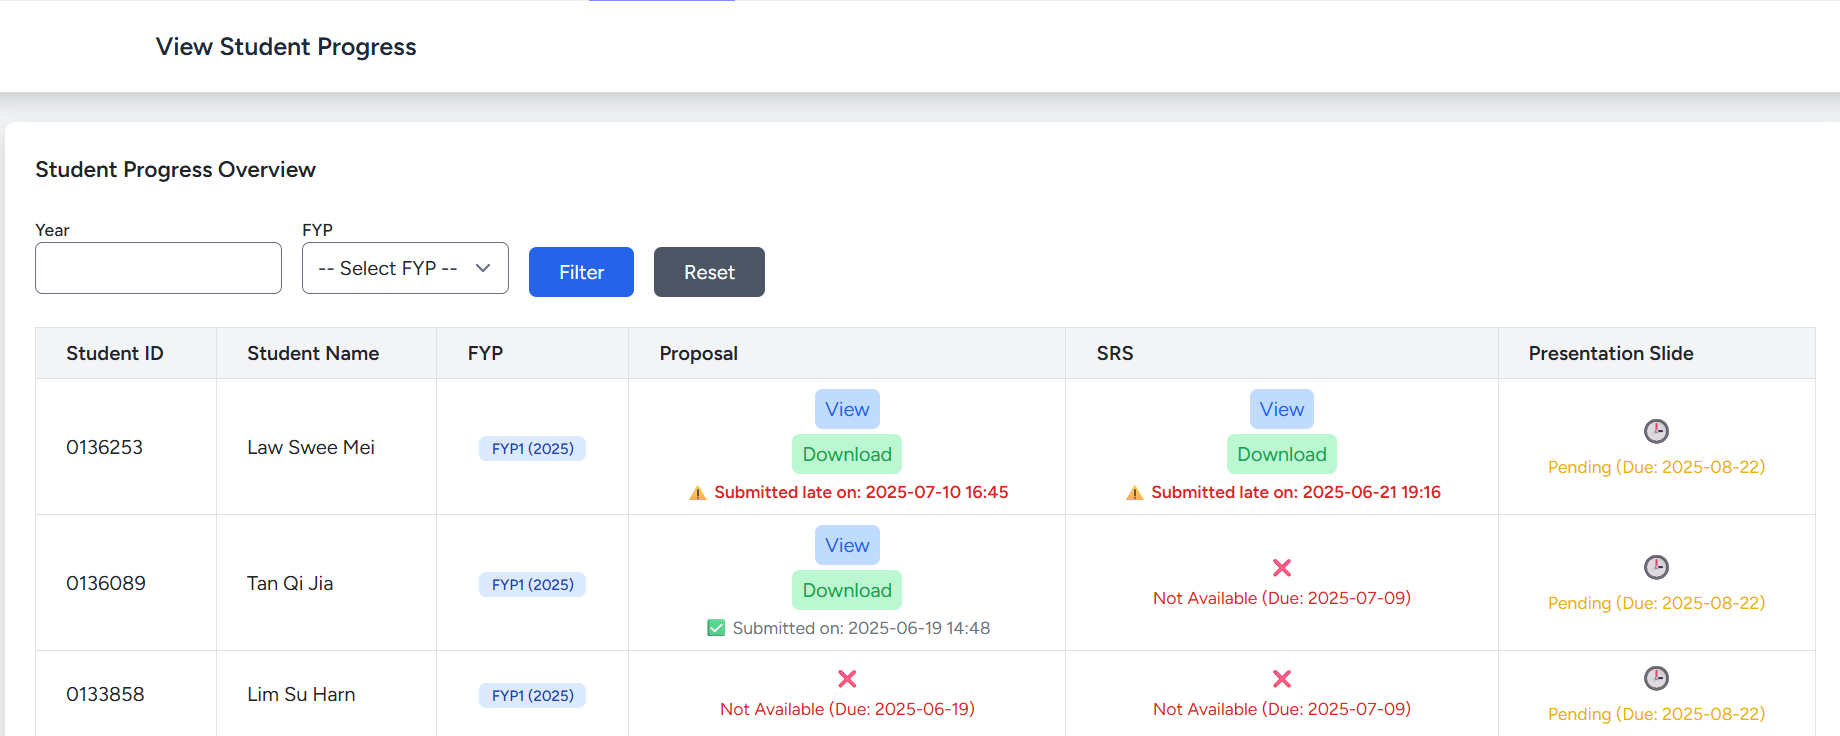 View Student Progress
Student Progress Overview
Year
FYP
-- Select FYP --
Filter
Reset
Student ID
Student Name
FYP
Proposal
SRS
Presentation Slide
0136253
Law Swee Mei
FYP1 (2025)
View
Download
Submitted late on: 2025-07-10 16:45
View
Download
Submitted late on: 2025-06-21 19:16
Pending (Due: 2025-08-22)
0136089
Tan Qi Jia
FYP1 (2025)
View
Download
Submitted on: 2025-06-19 14:48
Not Available (Due: 2025-07-09)
Pending (Due: 2025-08-22)
0133858
Lim Su Harn
FYP1 (2025)
Not Available (Due: 2025-06-19)
Not Available (Due: 2025-07-09)
Pending (Due: 2025-08-22)